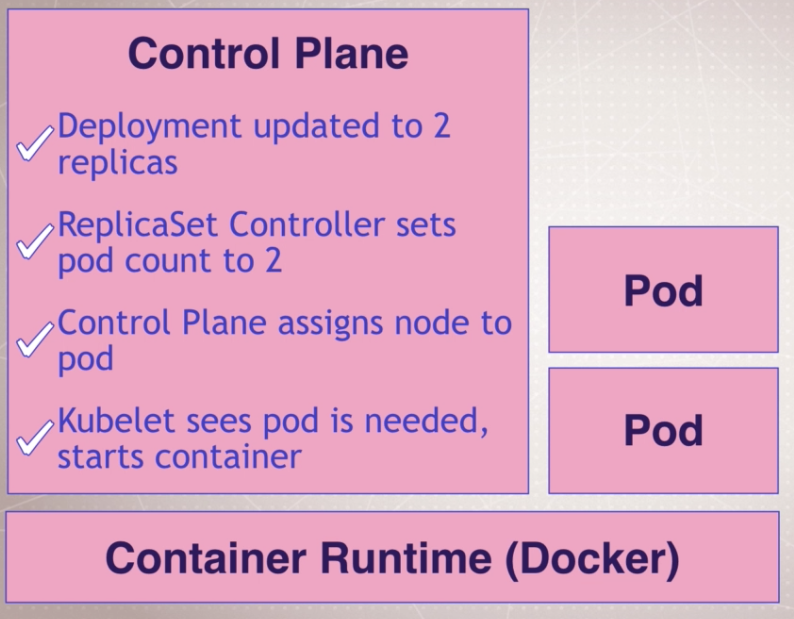 Control Plane
Deployment updated to 2
replicas
ReplicaSet Controller sets
pod count to 2
Control Plane assigns node to
pod
Kubelet sees pod is needed,
starts container
Pod
Pod
Container Runtime (Docker)